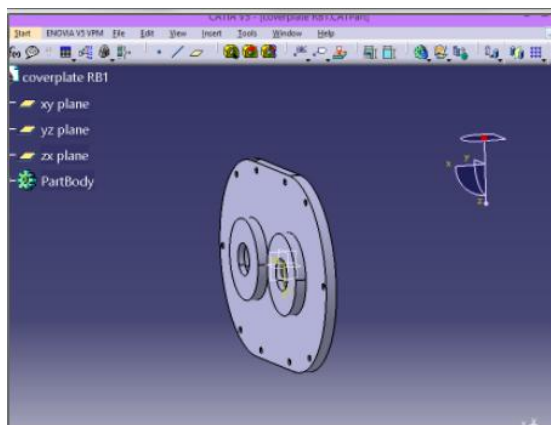 CATIA V5 - [coverplate RB1.CATPart]
Start ENOVIA V5 VPM File Edit View Insert Tools Window Help
coverplate RB1
xy plane
yz plane
zx plane
PartBody
x y
z